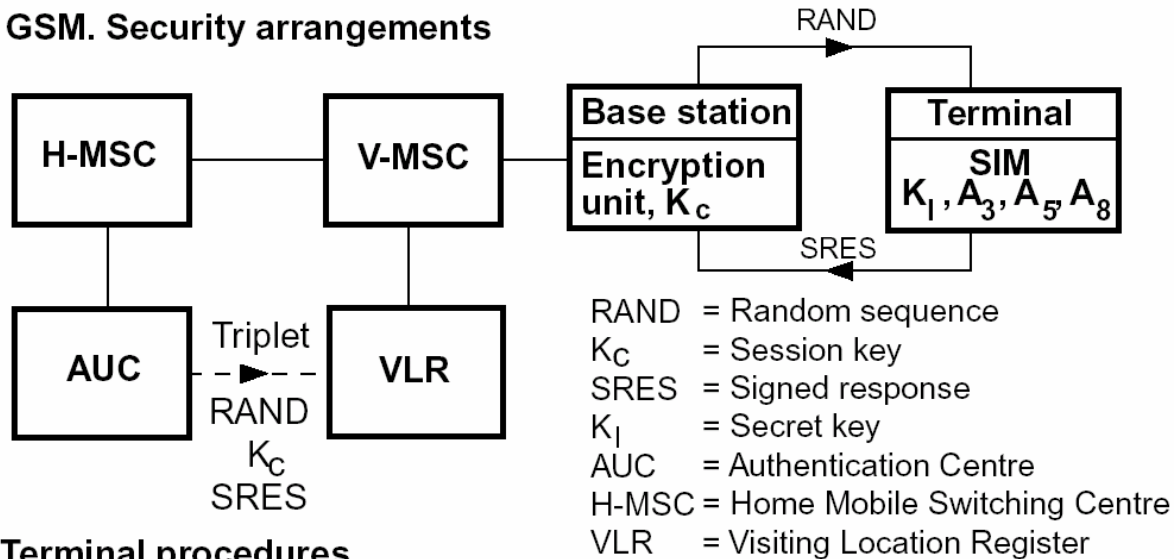 GSM. Security arrangements
RAND
H-MSC
V-MSC
Base station
Encryption
unit, Kc
Terminal
SIM
KI , A3, A5, A8
SRES
AUC
Triplet
RAND
KC
SRES
VLR
RAND = Random sequence
KC = Session key
SRES = Signed response
KI = Secret key
AUC = Authentication Centre
H-MSC = Home Mobile Switching Centre
VLR = Visiting Location Register
Terminal procedures